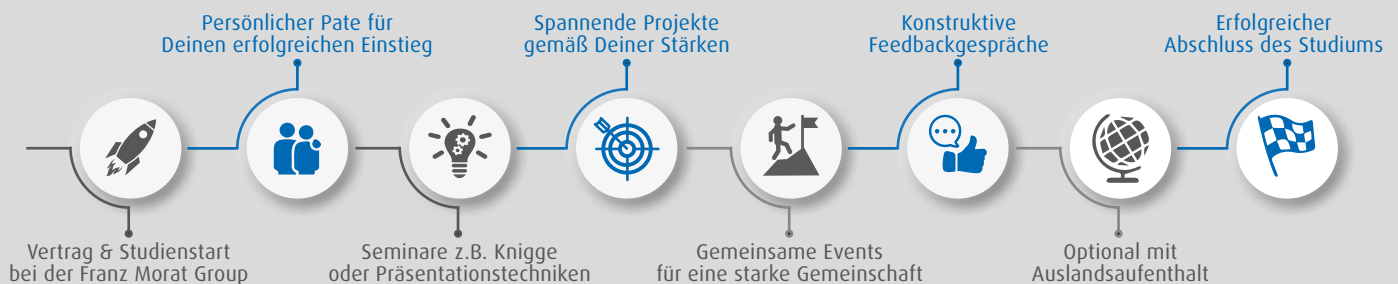 Persönlicher Pate für
Deinen erfolgreichen Einstieg
Spannende Projekte
gemäß Deiner Stärken
Konstruktive
Feedbackgespräche
Erfolgreicher
Abschluss des Studiums
Vertrag & Studienstart
bei der Franz Morat Group
Seminare z.B. Knigge
oder Präsentationstechniken
Gemeinsame Events
für eine starke Gemeinschaft
Optional mit
Auslandsaufenthalt